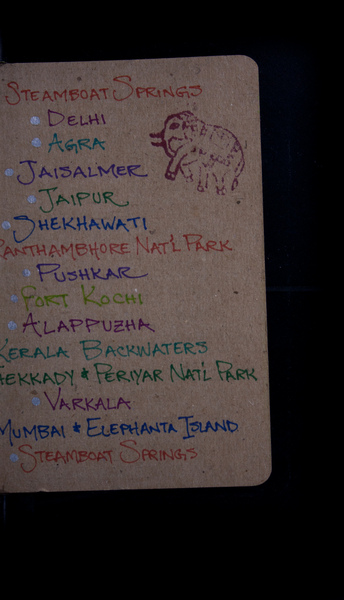 STEAMBOAT SPRINGS
DELHI
AGRA
JAISALMER
JAIPUR
SHEKHAWATI
RANTHAMBHORE NAT'L PARK
PUSHKAR
FORT KOCHI
ALAPPUZHA
KERALA BACKWATERS
HEKKADY & PERIYAR NAT'L PARK
VARKALA
MUMBAI & ELEPHANTA ISLAND
STEAMBOAT SPRINGS